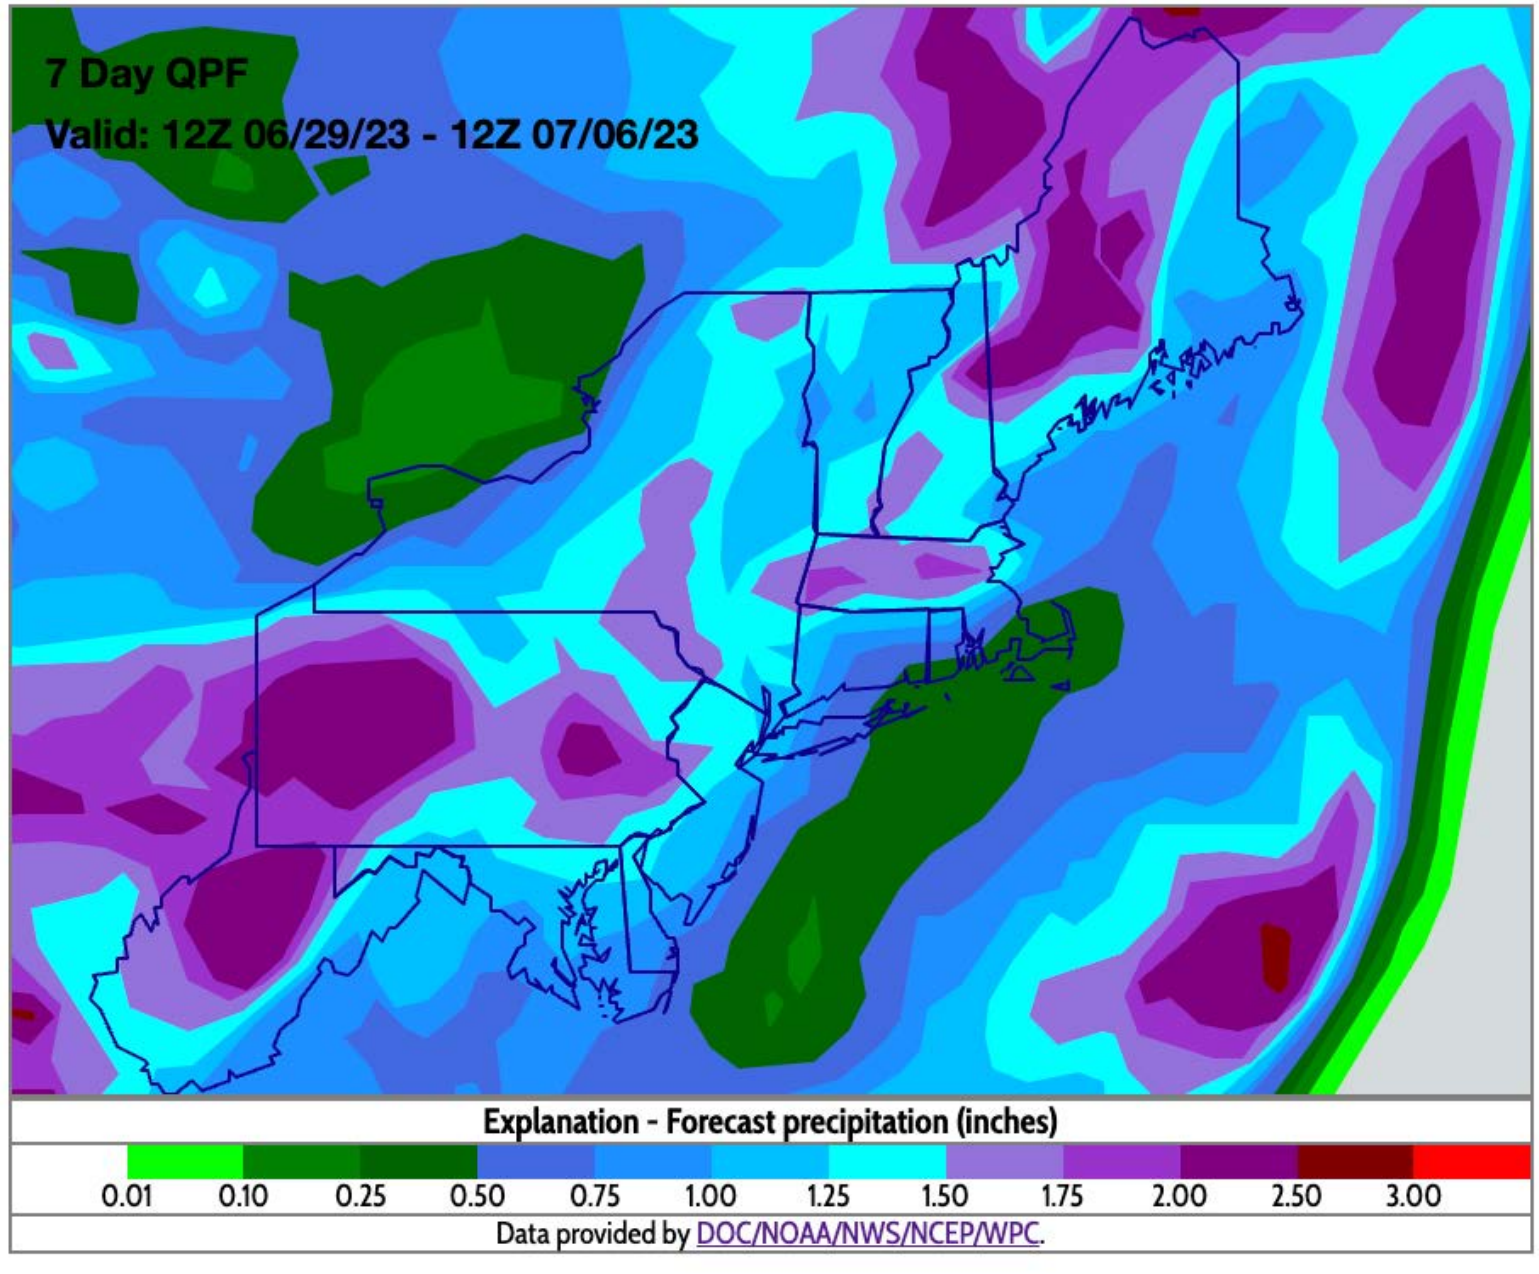 7 Day QPF
Valid: 12Z 06/29/23 - 12Z 07/06/23
Explanation - Forecast precipitation (inches)
0.01 0.10 0.25 0.50 0.75 1.00 1.25 1.50 1.75 2.00 2.50 3.00
Data provided by DOC/NOAA/NWS/NCEP/WPC.